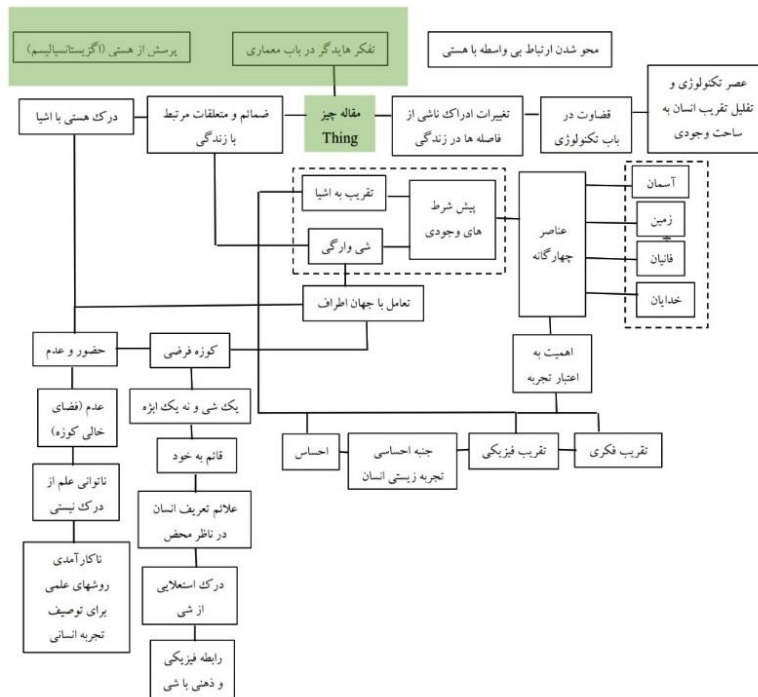 پرسش از هستی (اگزیستانسیالیسم)
تفکر هایدگر در باب معماری
محو شدن ارتباط بی واسطه با هستی
درک هستی با اشیا
ضمائم و متعلقات مرتبط
با زندگی
مقاله چیز
Thing
تغییرات ادراک ناشی از
فاصله ها در زندگی
قضاوت در
باب تکنولوژی
عصر تکنولوژی و
تقلیل تقریب انسان به
ساحت وجودی
تقریب به اشیا
شی وارگی
پیش شرط
های وجودی
عناصر
چهارگانه
آسمان
زمین
فانیان
خدایان
تعامل با جهان اطراف
حضور و عدم
کوزه فرضی
اهمیت به
اعتبار تجربه
عدم (فضای
خالی کوزه)
یک شی و نه یک ابژه
قائم به خود
احساس
جنبه احساسی
تجربه زیستی انسان
تقریب فیزیکی
تقریب فکری
ناتوانی علم از
درک نیستی
علائم تعریف انسان
در ناظر محض
ناکارآمدی
روشهای علمی
برای توصیف
تجربه انسانی
درک استعلایی
از شی
رابطه فیزیکی
و ذهنی با شی